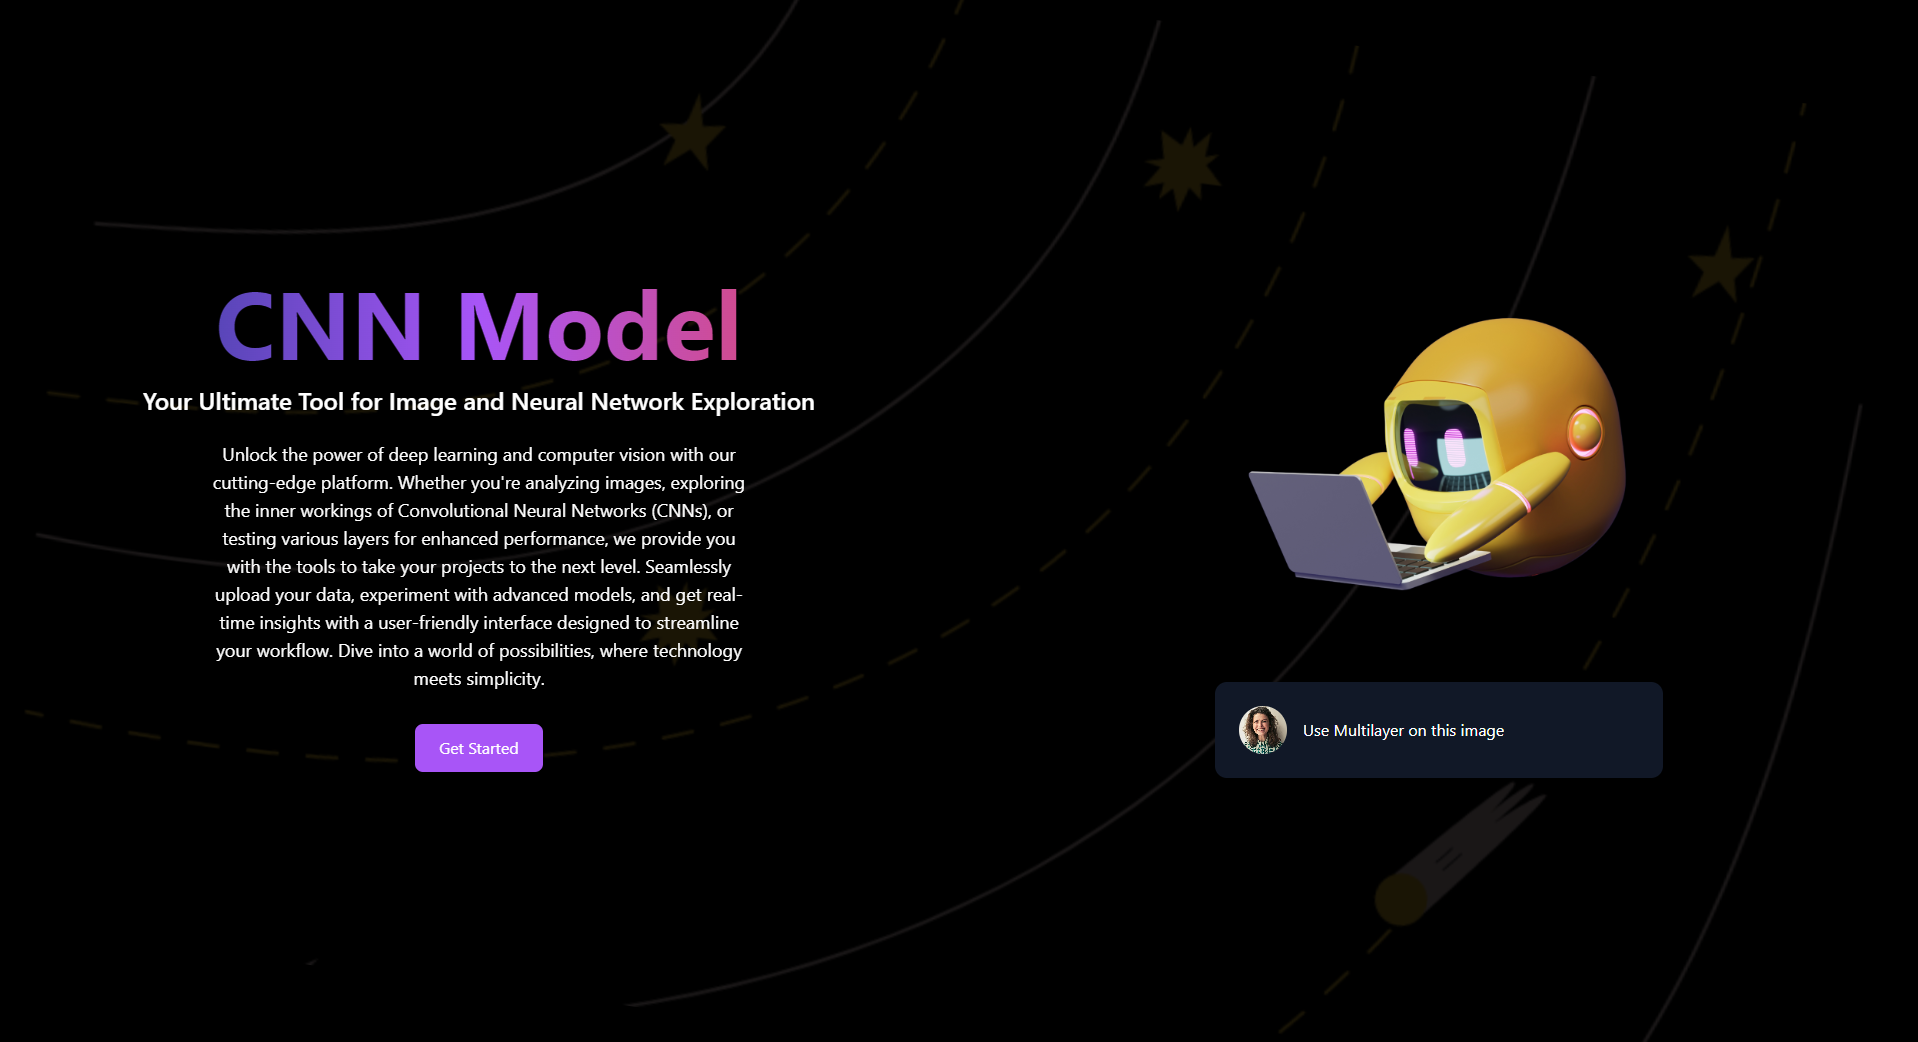 CNN Model
Your Ultimate Tool for Image and Neural Network Exploration
Unlock the power of deep learning and computer vision with our
cutting-edge platform. Whether you're analyzing images, exploring
the inner workings of Convolutional Neural Networks (CNNs), or
testing various layers for enhanced performance, we provide you
with the tools to take your projects to the next level. Seamlessly
upload your data, experiment with advanced models, and get real-
time insights with a user-friendly interface designed to streamline
your workflow. Dive into a world of possibilities, where technology
meets simplicity.
Get Started
Use Multilayer on this image